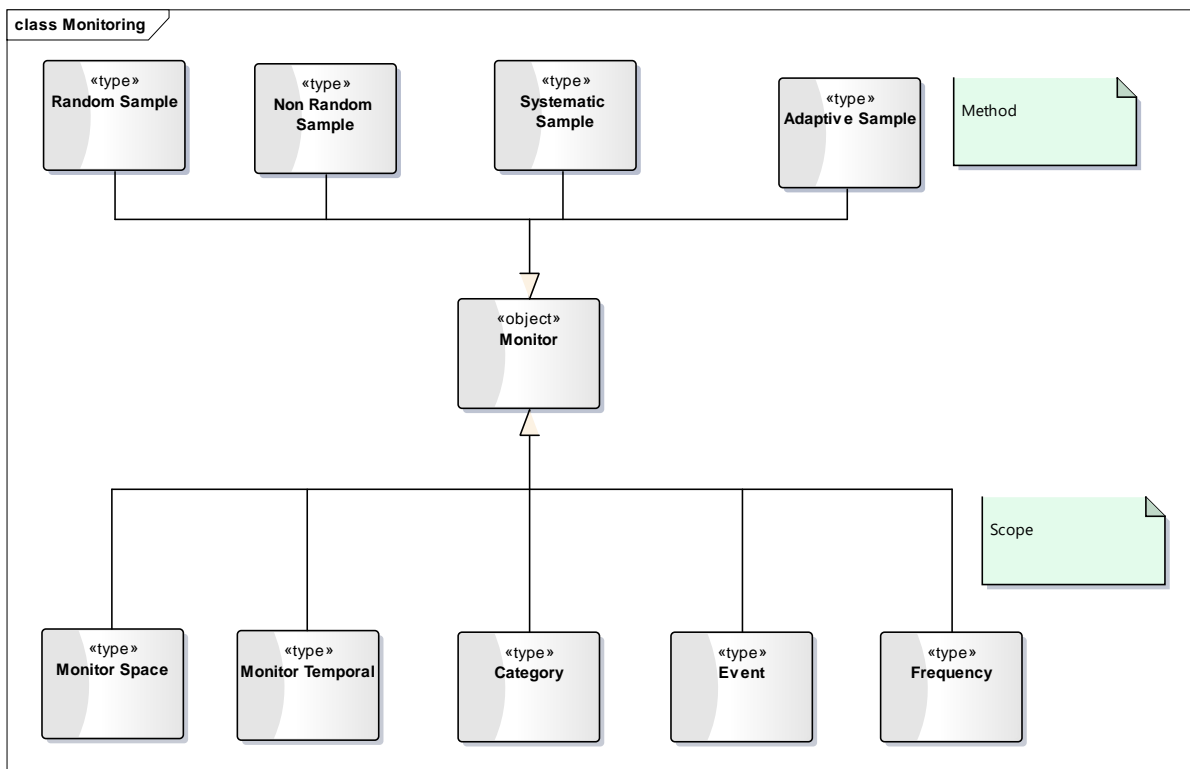 class Monitoring
«type»
Random Sample
«type»
Non Random
Sample
«type»
Systematic
Sample
«type»
Adaptive Sample
Method
«object»
Monitor
Scope
«type»
Monitor Space
«type»
Monitor Temporal
«type»
Category
«type»
Event
«type»
Frequency